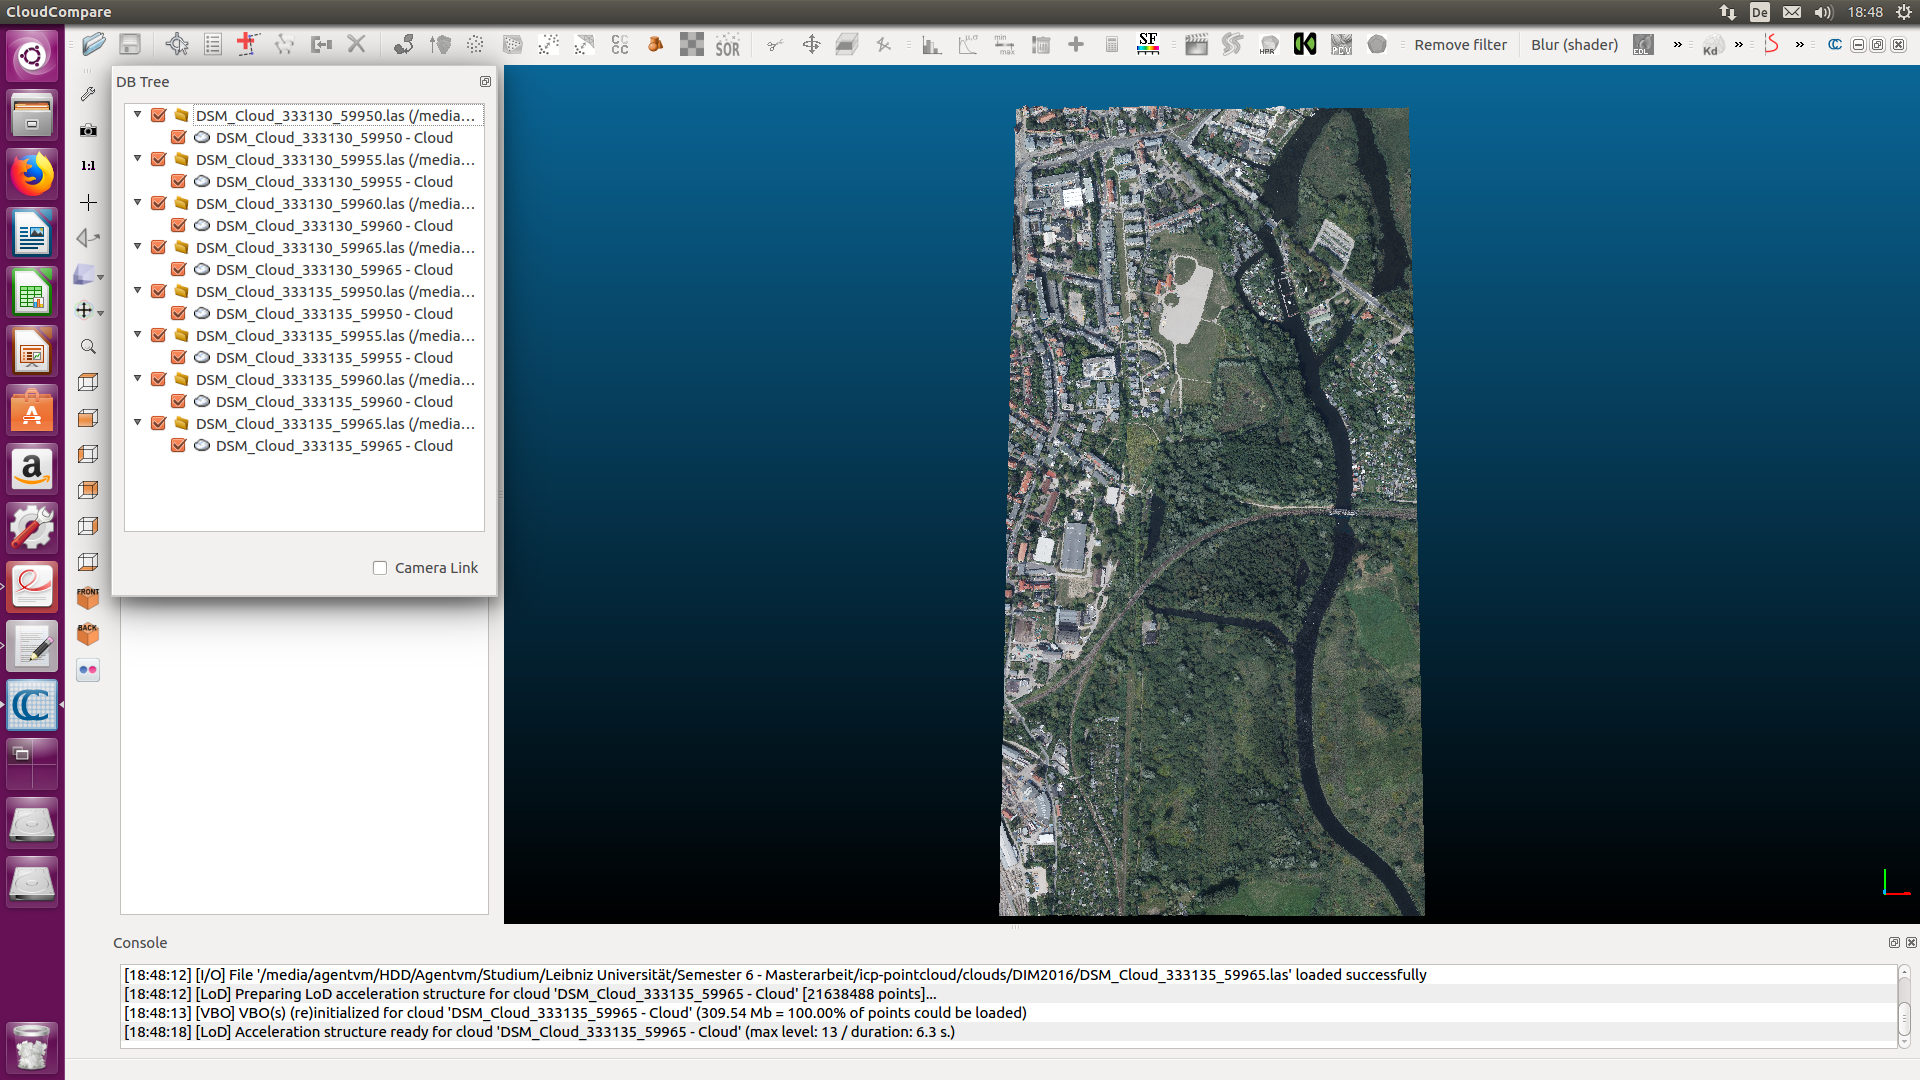 CloudCompare
De
18:48
C C
C C
SOR
μ,σ
min
max
SF
HPR
PCV
Remove filter
Blur (shader)
EDL
»
Kd
»
»
DB Tree
DSM_Cloud_333130_59950.las (/media...
DSM_Cloud_333130_59950 - Cloud
DSM_Cloud_333130_59955.las (/media...
DSM_Cloud_333130_59955 - Cloud
DSM_Cloud_333130_59960.las (/media...
DSM_Cloud_333130_59960 - Cloud
DSM_Cloud_333130_59965.las (/media...
DSM_Cloud_333130_59965 - Cloud
DSM_Cloud_333135_59950.las (/media...
DSM_Cloud_333135_59950 - Cloud
DSM_Cloud_333135_59955.las (/media...
DSM_Cloud_333135_59955 - Cloud
DSM_Cloud_333135_59960.las (/media...
DSM_Cloud_333135_59960 - Cloud
DSM_Cloud_333135_59965.las (/media...
DSM_Cloud_333135_59965 - Cloud
Camera Link
1:1
FRONT
BACK
Console
[18:48:12] [I/O] File '/media/agentvm/HDD/Agentvm/Studium/Leibniz Universität/Semester 6 - Masterarbeit/icp-pointcloud/clouds/DIM2016/DSM_Cloud_333135_59965.las' loaded successfully
[18:48:12] [LoD] Preparing LoD acceleration structure for cloud 'DSM_Cloud_333135_59965 - Cloud' [21638488 points]...
[18:48:13] [VBO] VBO(s) (re)initialized for cloud 'DSM_Cloud_333135_59965 - Cloud' (309.54 Mb = 100.00% of points could be loaded)
[18:48:18] [LoD] Acceleration structure ready for cloud 'DSM_Cloud_333135_59965 - Cloud' (max level: 13 / duration: 6.3 s.)